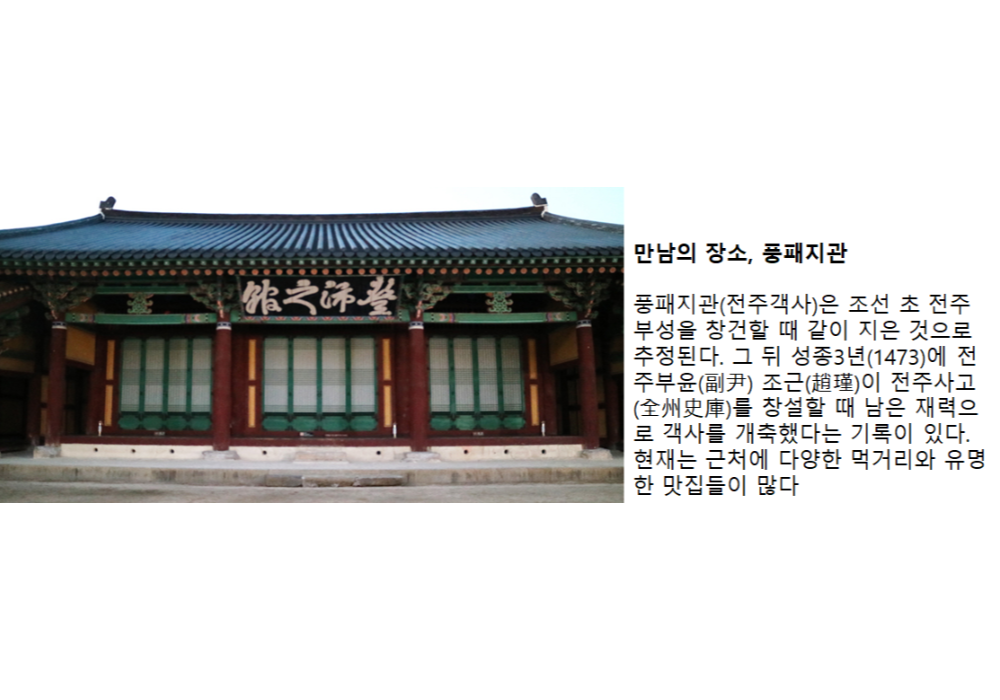 館之沛豐
만남의 장소, 풍패지관
풍패지관(전주객사)은 조선 초 전주
부성을 창건할 때 같이 지은 것으로
추정된다. 그 뒤 성종3년(1473)에 전
주부윤(副尹) 조근(趙瑾)이 전주사고
(全州史庫)를 창설할 때 남은 재력으
로 객사를 개축했다는 기록이 있다.
현재는 근처에 다양한 먹거리와 유명
한 맛집들이 많다